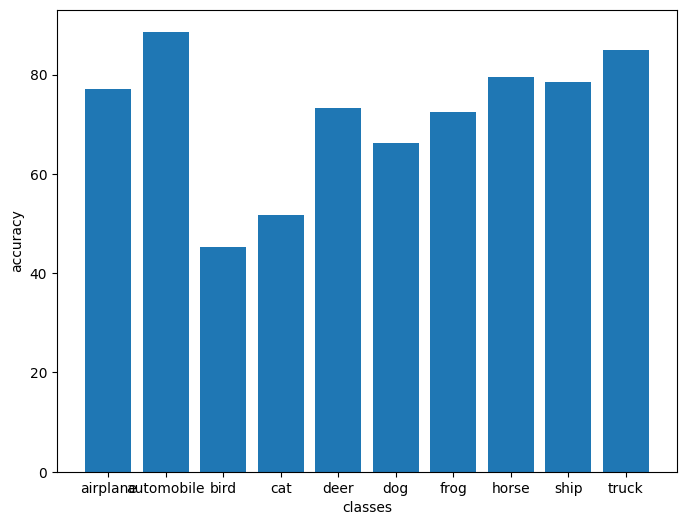 accuracy
80
60
40
20
0
airplane automobile bird cat deer dog frog horse ship truck
classes